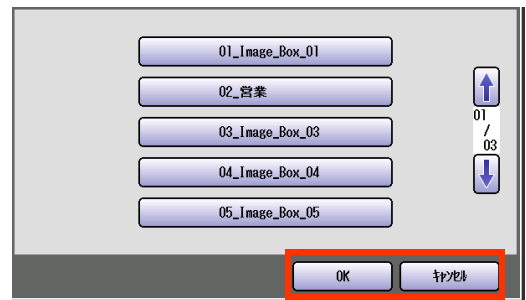 01_Image_Box_01
02_営業
03_Image_Box_03
04_Image_Box_04
05_Image_Box_05
01
/
03
OK
ｷｬﾝｾﾙ